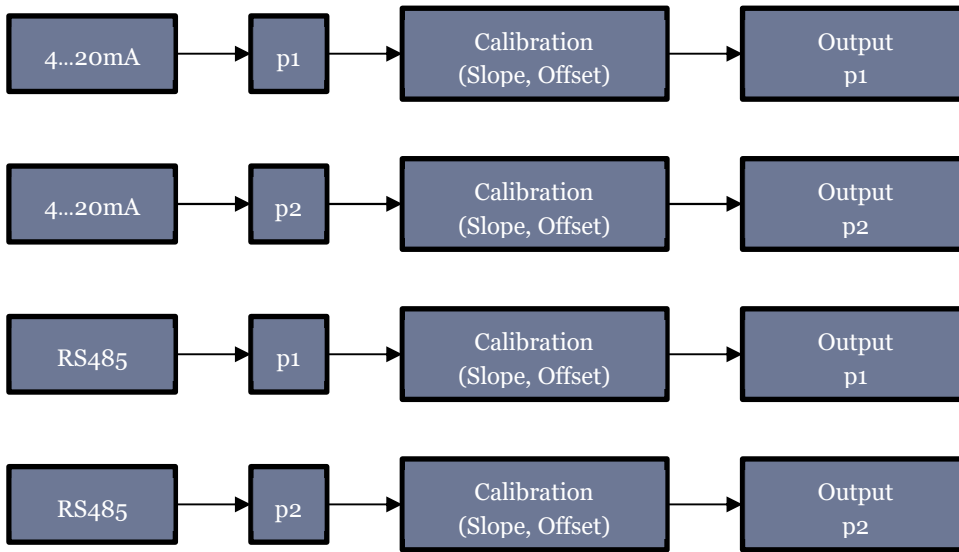 4...20mA
p1
Calibration
(Slope, Offset)
Output
p1
4...20mA
p2
Calibration
(Slope, Offset)
Output
p2
RS485
p1
Calibration
(Slope, Offset)
Output
p1
RS485
p2
Calibration
(Slope, Offset)
Output
p2